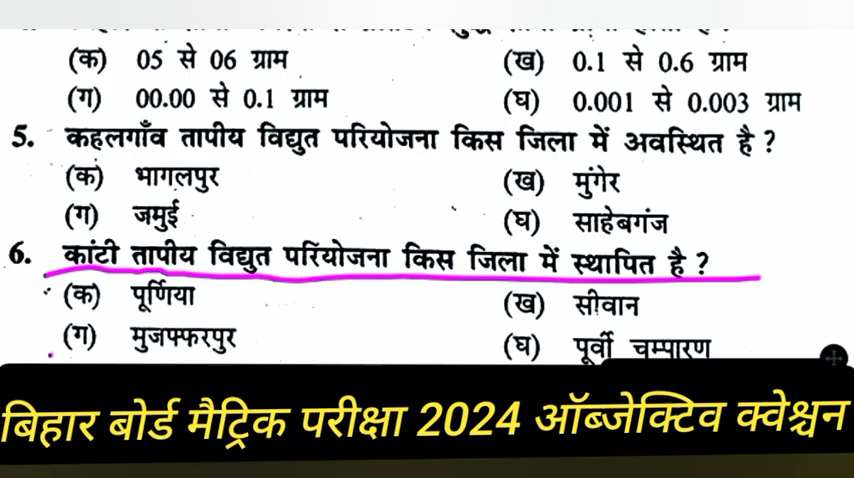 (क) 05 से 06 ग्राम (ख) 0.1 से 0.6 ग्राम
(ग) 00.00 से 0.1 ग्राम (घ) 0.001 से 0.003 ग्राम
5. कहलगाँव तापीय विद्युत परियोजना किस जिला में अवस्थित है ?
(क) भागलपुर (ख) मुंगेर
(ग) जमुई (घ) साहेबगंज
6. कांटी तापीय विद्युत परियोजना किस जिला में स्थापित है ?
(क) पूर्णिया (ख) सीवान
(ग) मुजफ्फरपुर (घ) पूर्वी चम्पारण
बिहार बोर्ड मैट्रिक परीक्षा 2024 ऑब्जेक्टिव क्वेश्चन